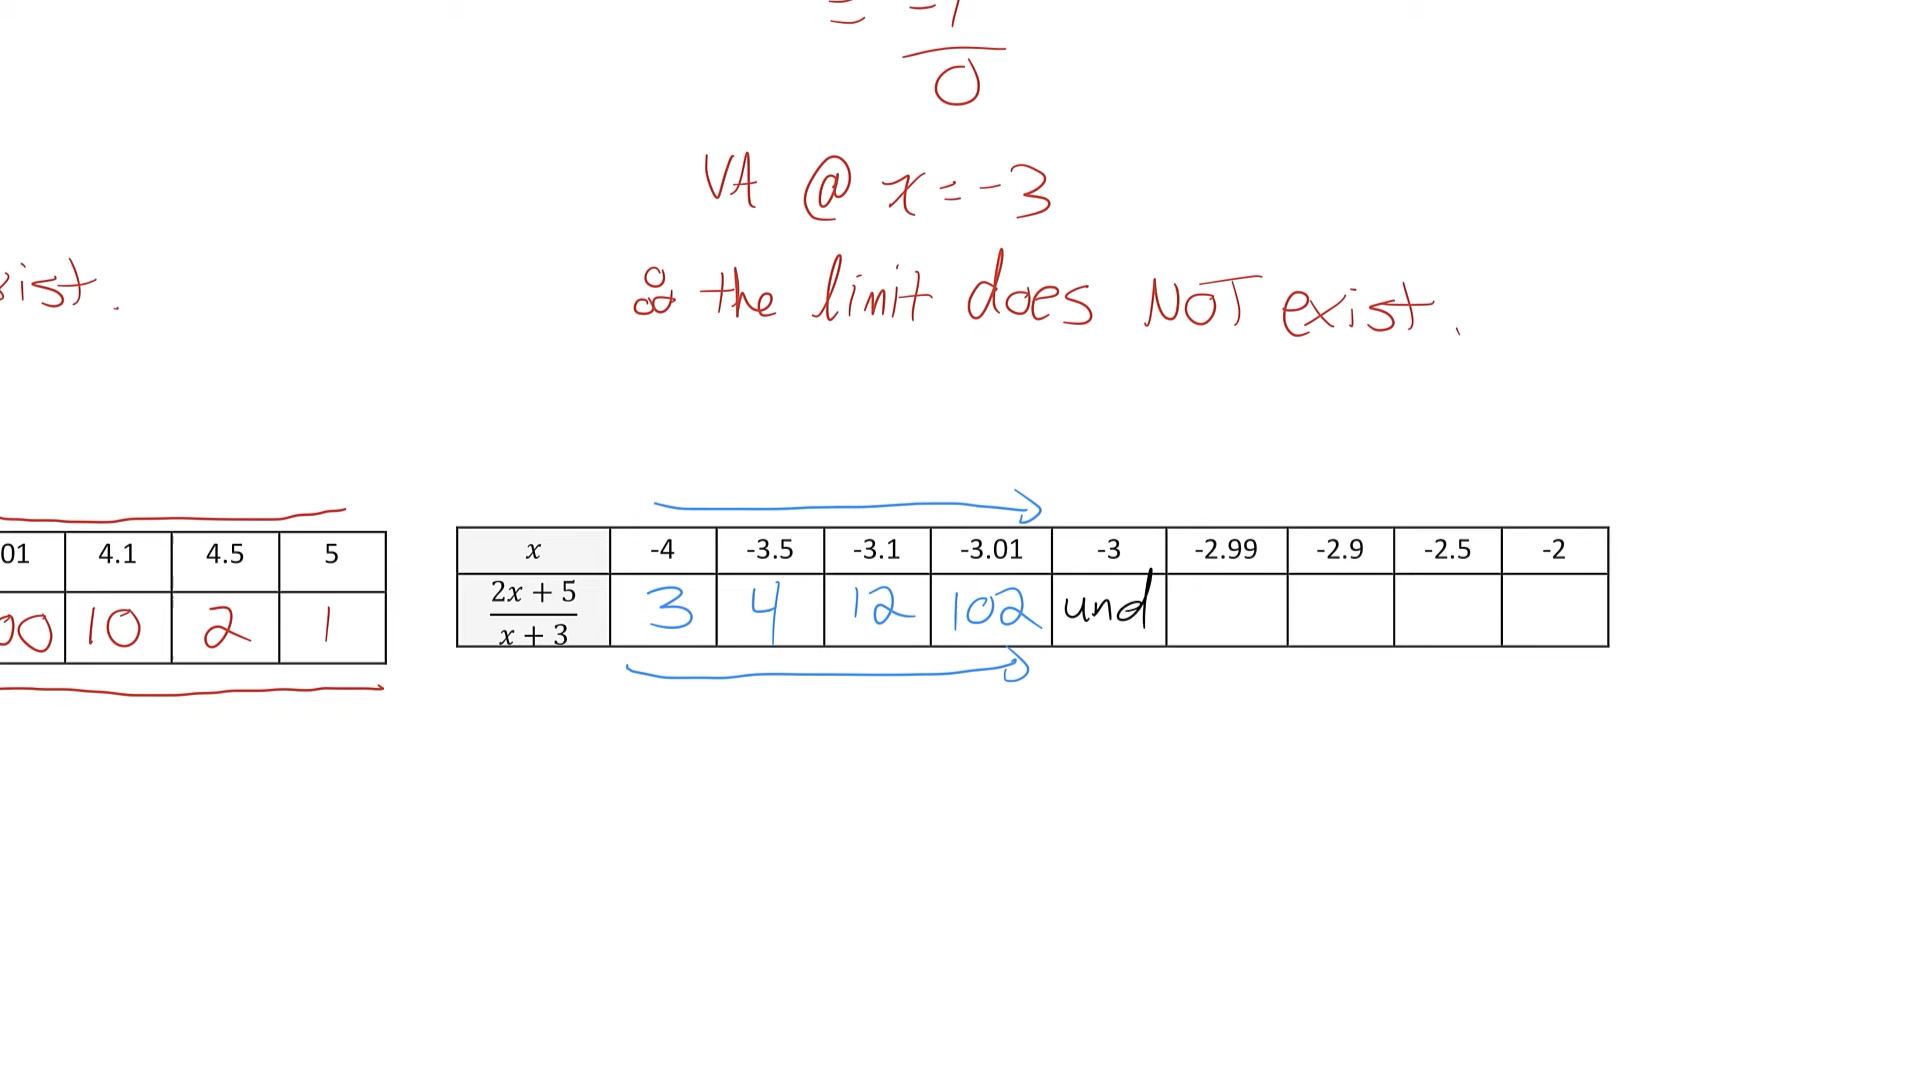 = -1
0
VA @ x = -3
∴ the limit does NOT exist.
ist.
01 4.1 4.5 5
00 10 2 1
x -4 -3.5 -3.1 -3.01 -3 -2.99 -2.9 -2.5 -2
2x + 5
x + 3
3 4 12 102 und